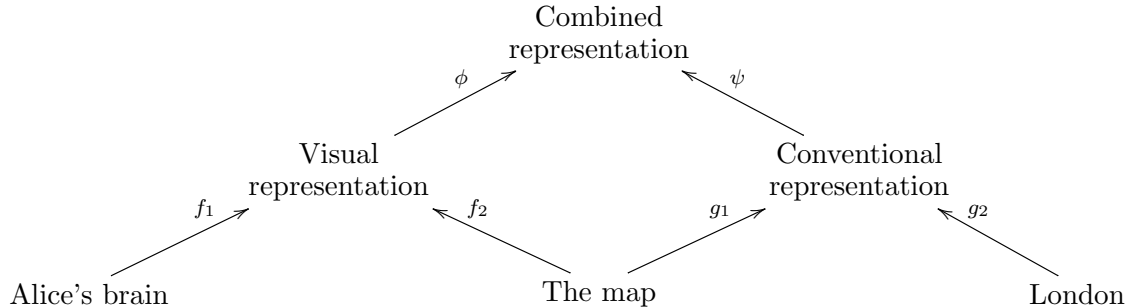 Combined
representation
ϕ
ψ
Visual
representation
Conventional
representation
f₁
f₂
g₁
g₂
Alice's brain
The map
London